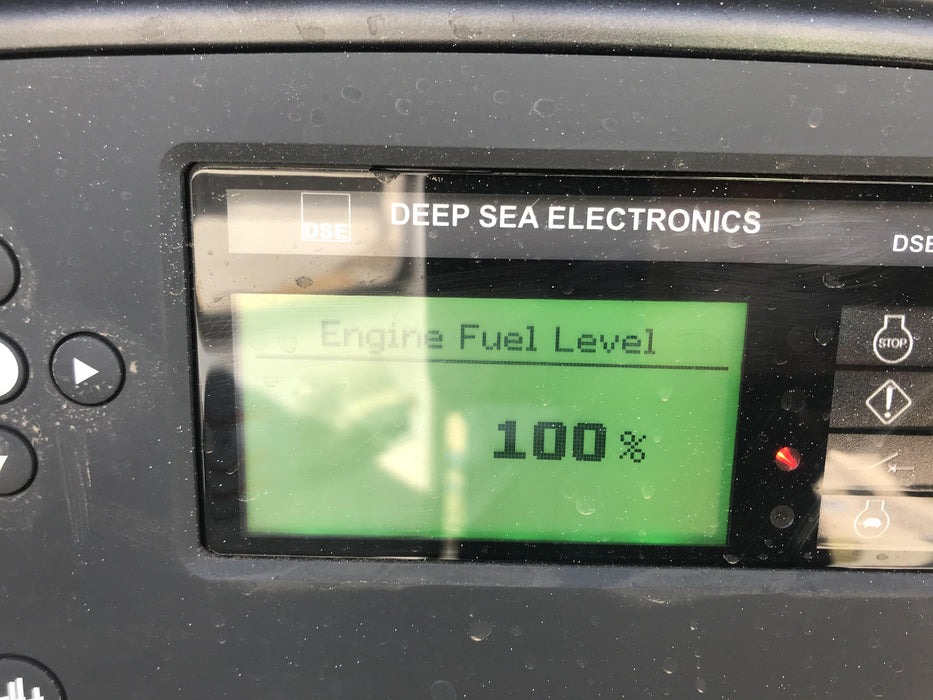 DSE
DEEP SEA ELECTRONICS
DSE
Engine Fuel Level
100%
STOP